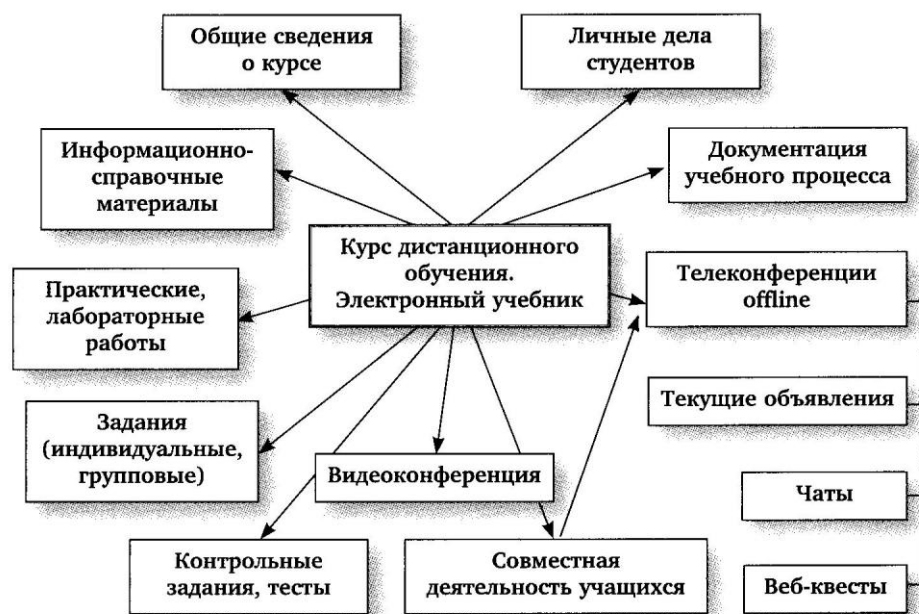 Общие сведения
о курсе
Личные дела
студентов
Информационно-
справочные
материалы
Документация
учебного процесса
Курс дистанционного
обучения.
Электронный учебник
Практические,
лабораторные
работы
Телеконференции
offline
Задания
(индивидуальные,
групповые)
Текущие объявления
Видеоконференция
Чаты
Контрольные
задания, тесты
Совместная
деятельность учащихся
Веб-квесты